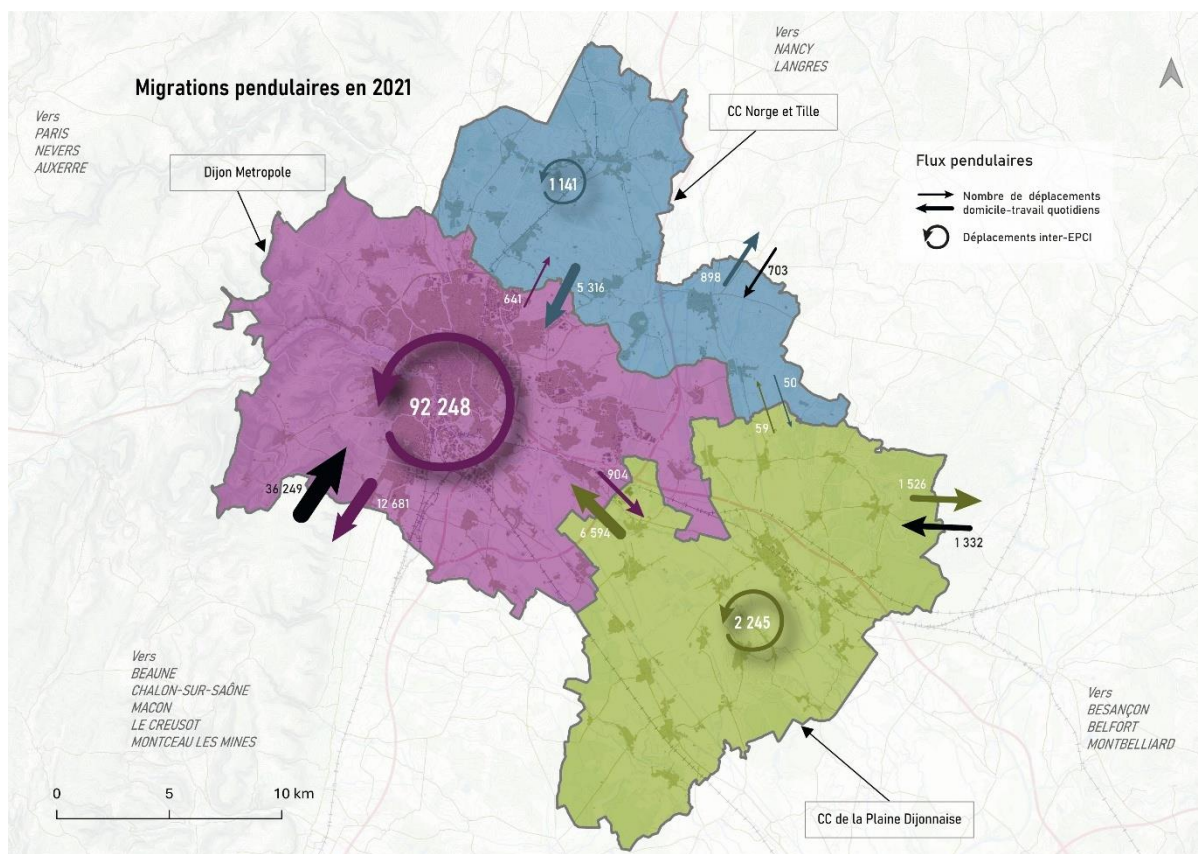 Migrations pendulaires en 2021
Vers
NANCY
LANGRES
Vers
PARIS
NEVERS
AUXERRE
CC Norge et Tille
Dijon Metropole
Flux pendulaires
Nombre de déplacements
domicile-travail quotidiens
Déplacements inter-EPCI
1 141
898
703
641
5 316
50
59
92 248
904
36 249
12 681
6 594
1 526
1 332
2 245
Vers
BEAUNE
CHALON-SUR-SAÔNE
MACON
LE CREUSOT
MONTCEAU LES MINES
Vers
BESANÇON
BELFORT
MONTBELLIARD
0 5 10 km
CC de la Plaine Dijonnaise